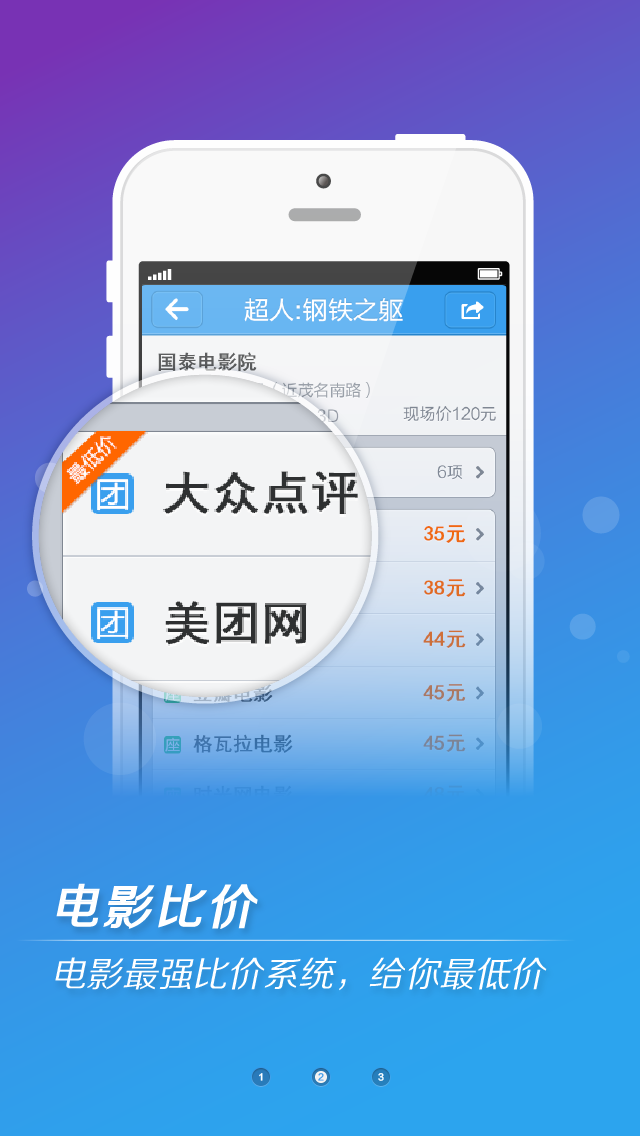 超人:钢铁之躯
国泰电影院
（近茂名南路）
3D
现场价120元
6项
最低价
团 大众点评
35元
38元
团 美团网
44元
45元
座 格瓦拉电影
45元
电影比价
电影最强比价系统，给你最低价
1
2
3